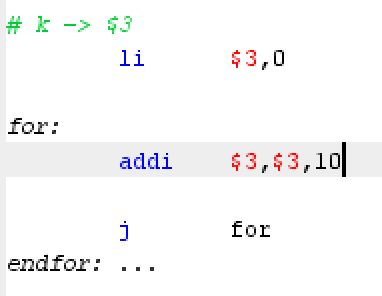 # k -> $3
li $3,0
for:
addi $3,$3,10
j for
endfor: ...